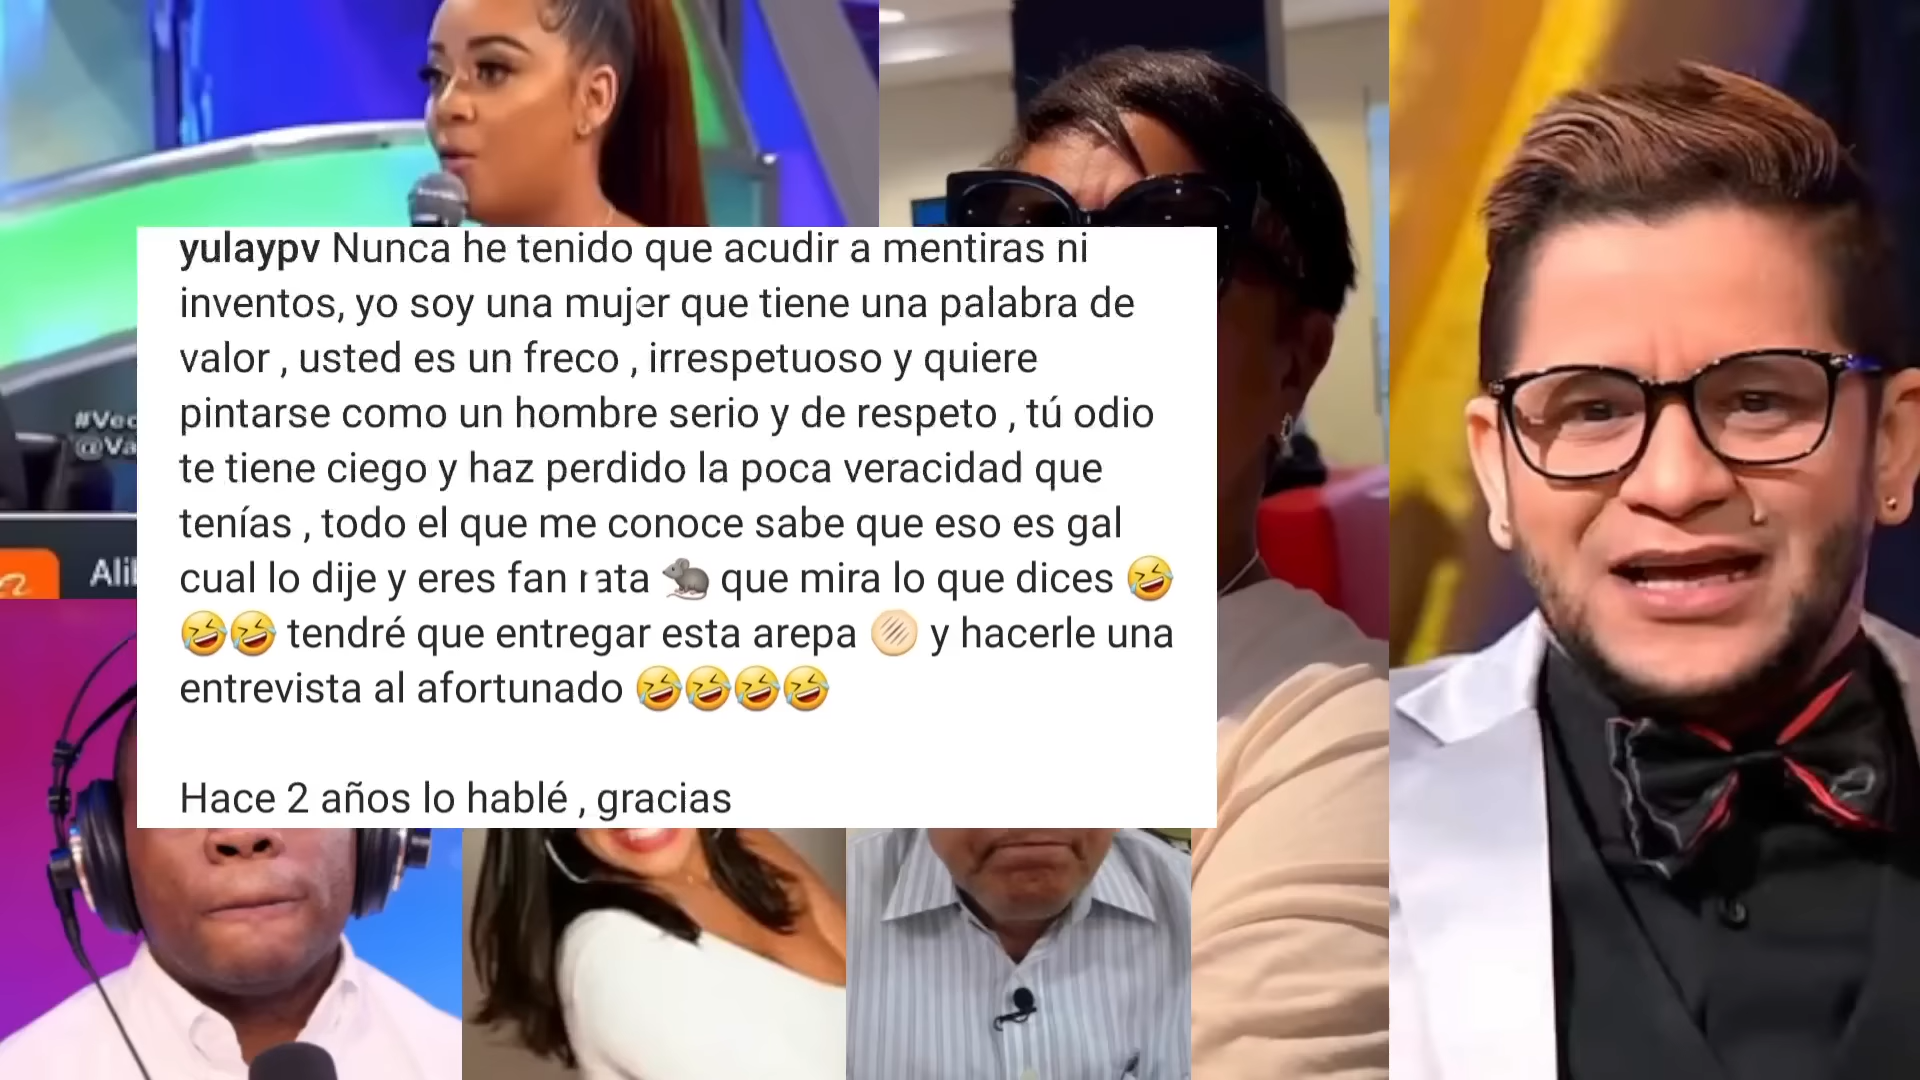 yulaypv Nunca he tenido que acudir a mentiras ni
inventos, yo soy una mujer que tiene una palabra de
valor , usted es un freco , irrespetuoso y quiere
pintarse como un hombre serio y de respeto , tú odio
te tiene ciego y haz perdido la poca veracidad que
tenías , todo el que me conoce sabe que eso es gal
cual lo dije y eres fan rata 🐀 que mira lo que dices 🤣
🤣🤣 tendré que entregar esta arepa 🫓 y hacerle una
entrevista al afortunado 🤣🤣🤣🤣
Hace 2 años lo hablé , gracias